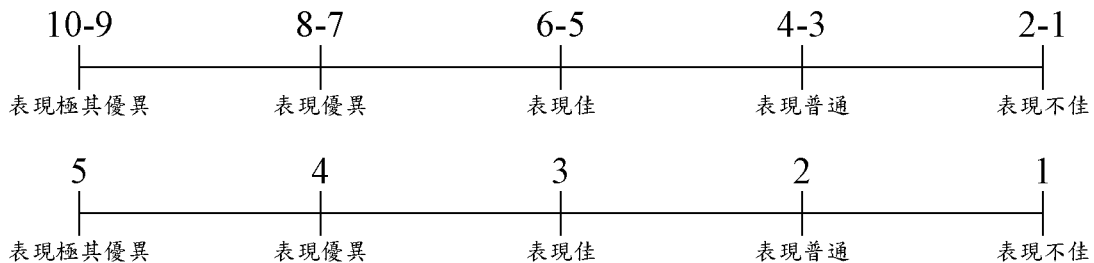 10-9 8-7 6-5 4-3 2-1
表現極其優異 表現優異 表現佳 表現普通 表現不佳
5 4 3 2 1
表現極其優異 表現優異 表現佳 表現普通 表現不佳